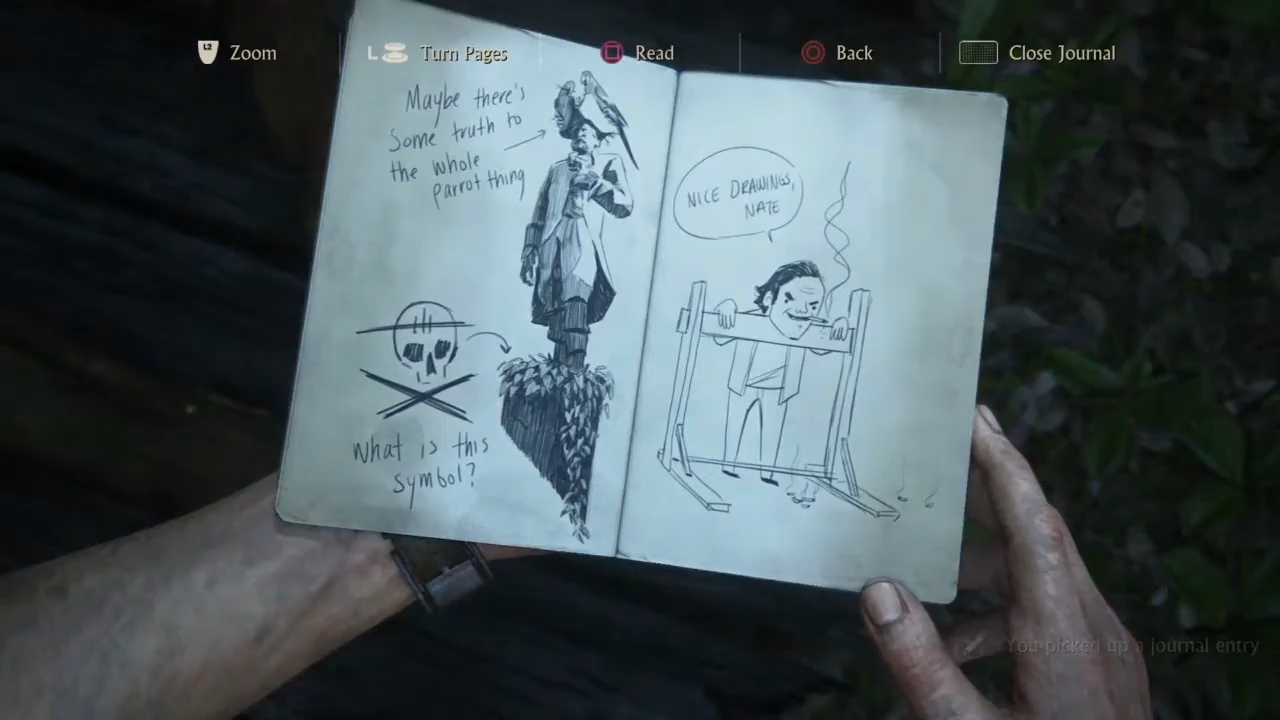 L2 Zoom
L Turn Pages
Read
Back
Close Journal
Maybe there's
some truth to
the whole
parrot thing
What is this
symbol?
NICE DRAWINGS,
NATE
You picked up a journal entry